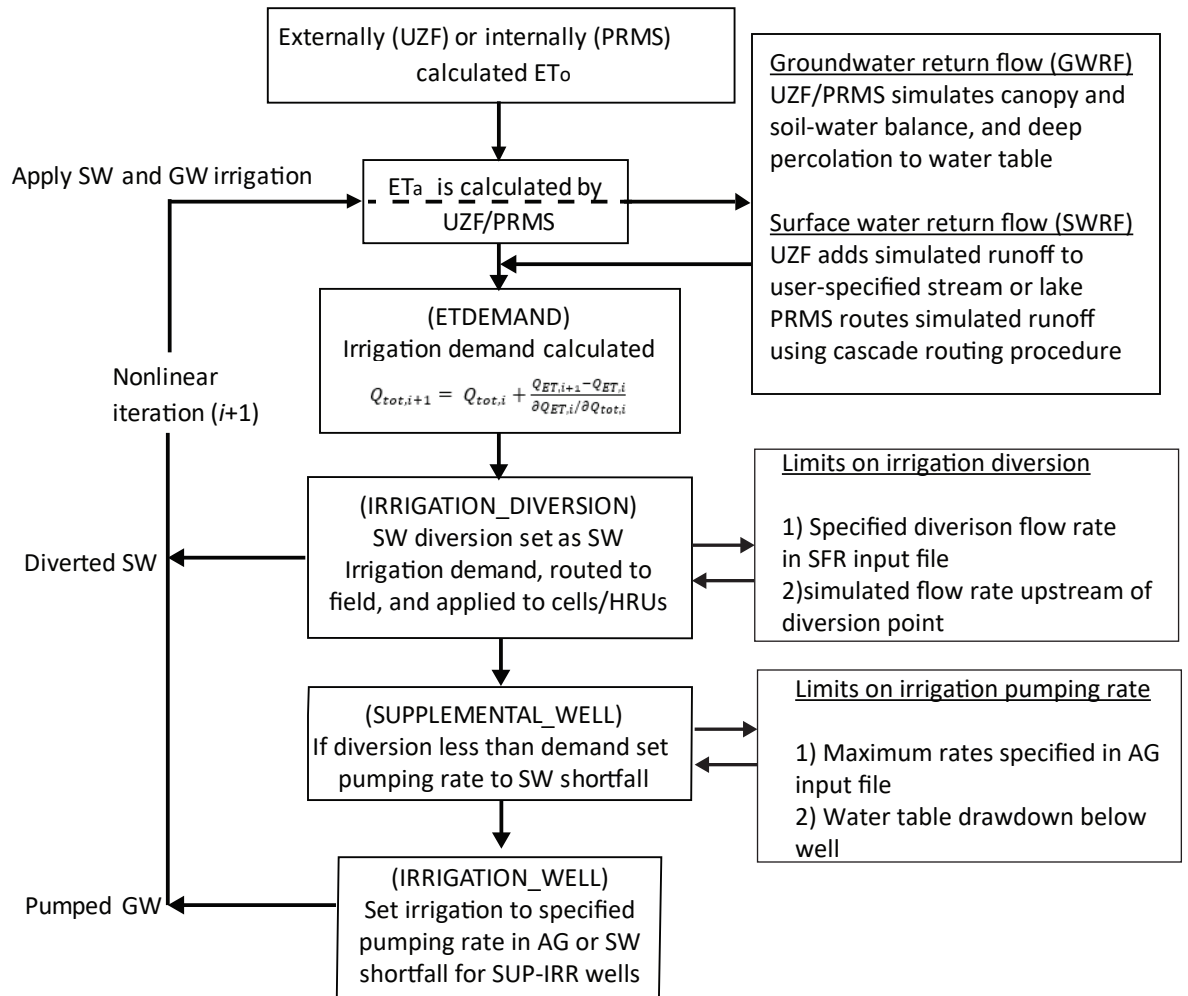 Externally (UZF) or internally (PRMS)
calculated ETo
Groundwater return flow (GWRF)
UZF/PRMS simulates canopy and
soil-water balance, and deep
percolation to water table
Surface water return flow (SWRF)
UZF adds simulated runoff to
user-specified stream or lake
PRMS routes simulated runoff
using cascade routing procedure
Apply SW and GW irrigation
ETa is calculated by
UZF/PRMS
(ETDEMAND)
Irrigation demand calculated
Q_{tot,i+1} = Q_{tot,i} + \frac{Q_{ET,i+1}-Q_{ET,i}}{∂Q_{ET,i}/∂Q_{tot,i}}
Nonlinear
iteration (i+1)
(IRRIGATION_DIVERSION)
SW diversion set as SW
Irrigation demand, routed to
field, and applied to cells/HRUs
Limits on irrigation diversion
1) Specified diverison flow rate
in SFR input file
2)simulated flow rate upstream of
diversion point
Diverted SW
(SUPPLEMENTAL_WELL)
If diversion less than demand set
pumping rate to SW shortfall
Limits on irrigation pumping rate
1) Maximum rates specified in AG
input file
2) Water table drawdown below
well
(IRRIGATION_WELL)
Set irrigation to specified
pumping rate in AG or SW
shortfall for SUP-IRR wells
Pumped GW